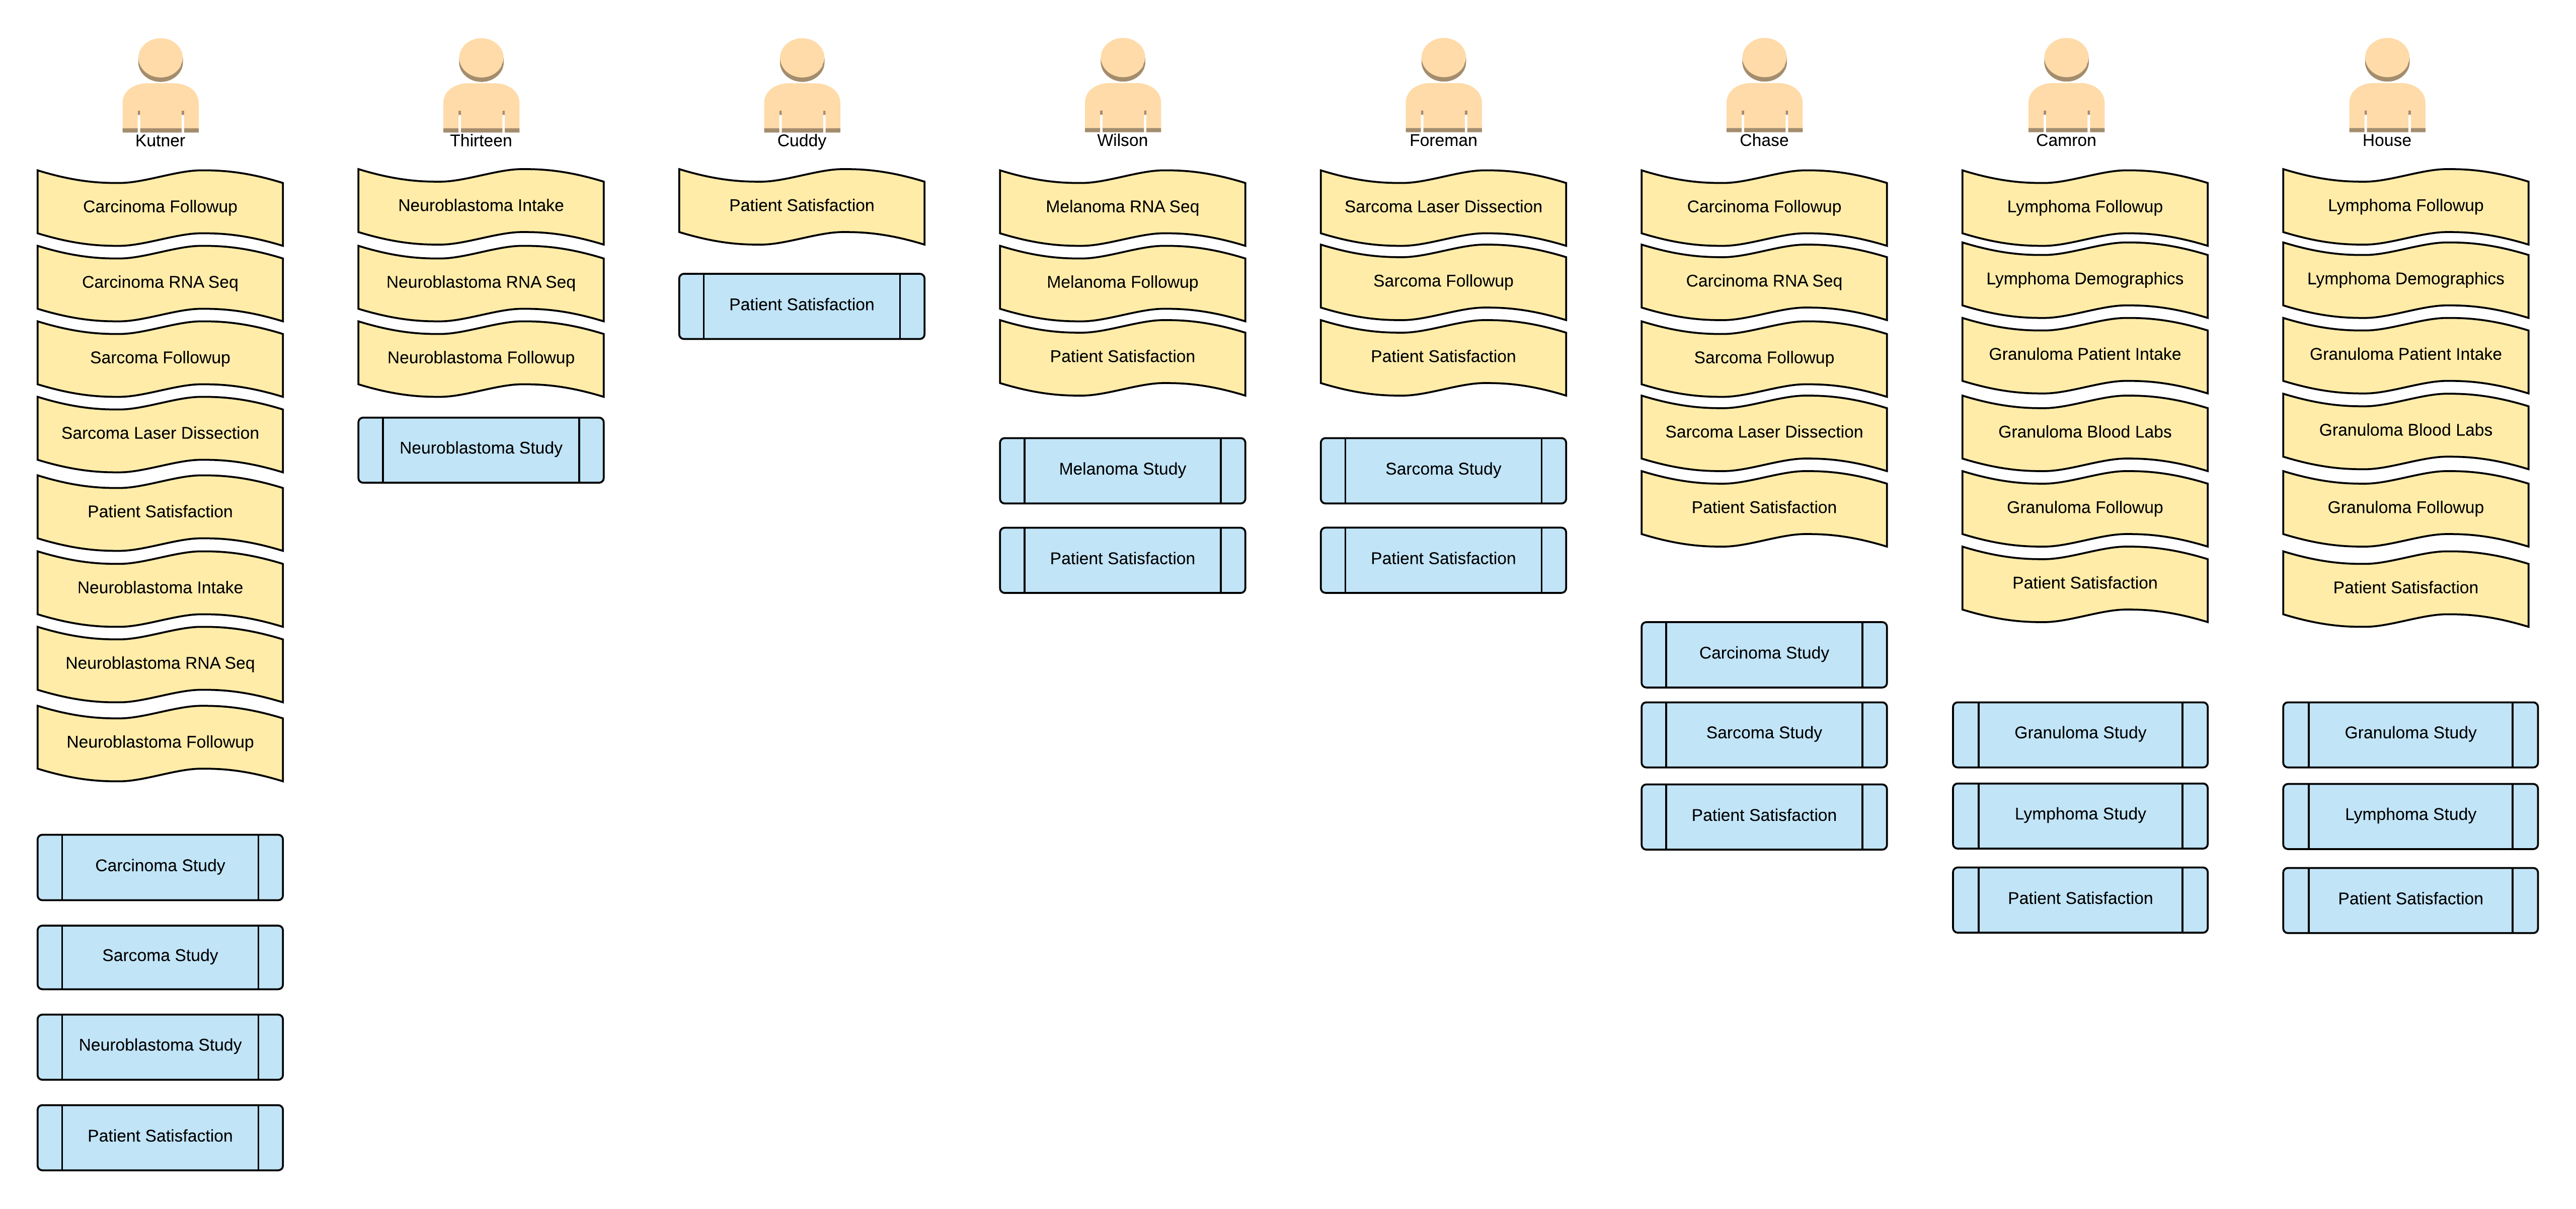 Kutner
Carcinoma Followup
Carcinoma RNA Seq
Sarcoma Followup
Sarcoma Laser Dissection
Patient Satisfaction
Neuroblastoma Intake
Neuroblastoma RNA Seq
Neuroblastoma Followup
Carcinoma Study
Sarcoma Study
Neuroblastoma Study
Patient Satisfaction
Thirteen
Neuroblastoma Intake
Neuroblastoma RNA Seq
Neuroblastoma Followup
Neuroblastoma Study
Cuddy
Patient Satisfaction
Patient Satisfaction
Wilson
Melanoma RNA Seq
Melanoma Followup
Patient Satisfaction
Melanoma Study
Patient Satisfaction
Foreman
Sarcoma Laser Dissection
Sarcoma Followup
Patient Satisfaction
Sarcoma Study
Patient Satisfaction
Chase
Carcinoma Followup
Carcinoma RNA Seq
Sarcoma Followup
Sarcoma Laser Dissection
Patient Satisfaction
Carcinoma Study
Sarcoma Study
Patient Satisfaction
Camron
Lymphoma Followup
Lymphoma Demographics
Granuloma Patient Intake
Granuloma Blood Labs
Granuloma Followup
Patient Satisfaction
Granuloma Study
Lymphoma Study
Patient Satisfaction
House
Lymphoma Followup
Lymphoma Demographics
Granuloma Patient Intake
Granuloma Blood Labs
Granuloma Followup
Patient Satisfaction
Granuloma Study
Lymphoma Study
Patient Satisfaction